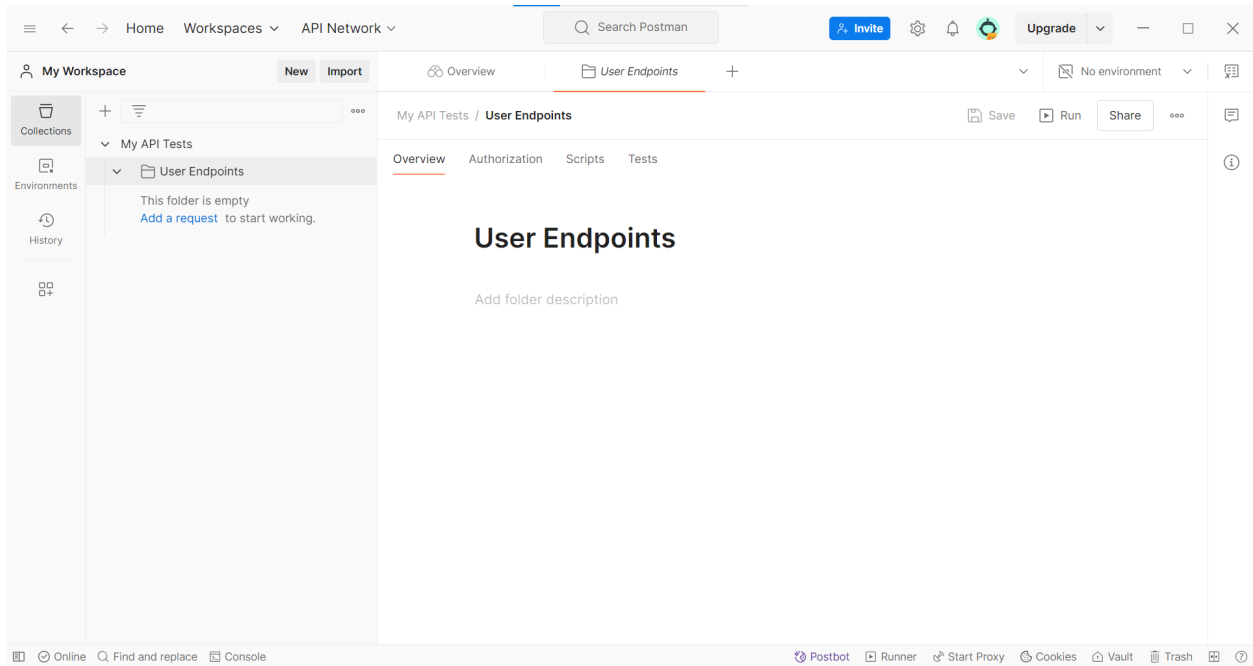 Home Workspaces API Network Search Postman Invite Upgrade
My Workspace New Import Overview User Endpoints No environment
Collections
Environments
History
My API Tests
User Endpoints
This folder is empty
Add a request to start working.
My API Tests / User Endpoints Save Run Share
Overview Authorization Scripts Tests
User Endpoints
Add folder description
Online Find and replace Console Postbot Runner Start Proxy Cookies Vault Trash